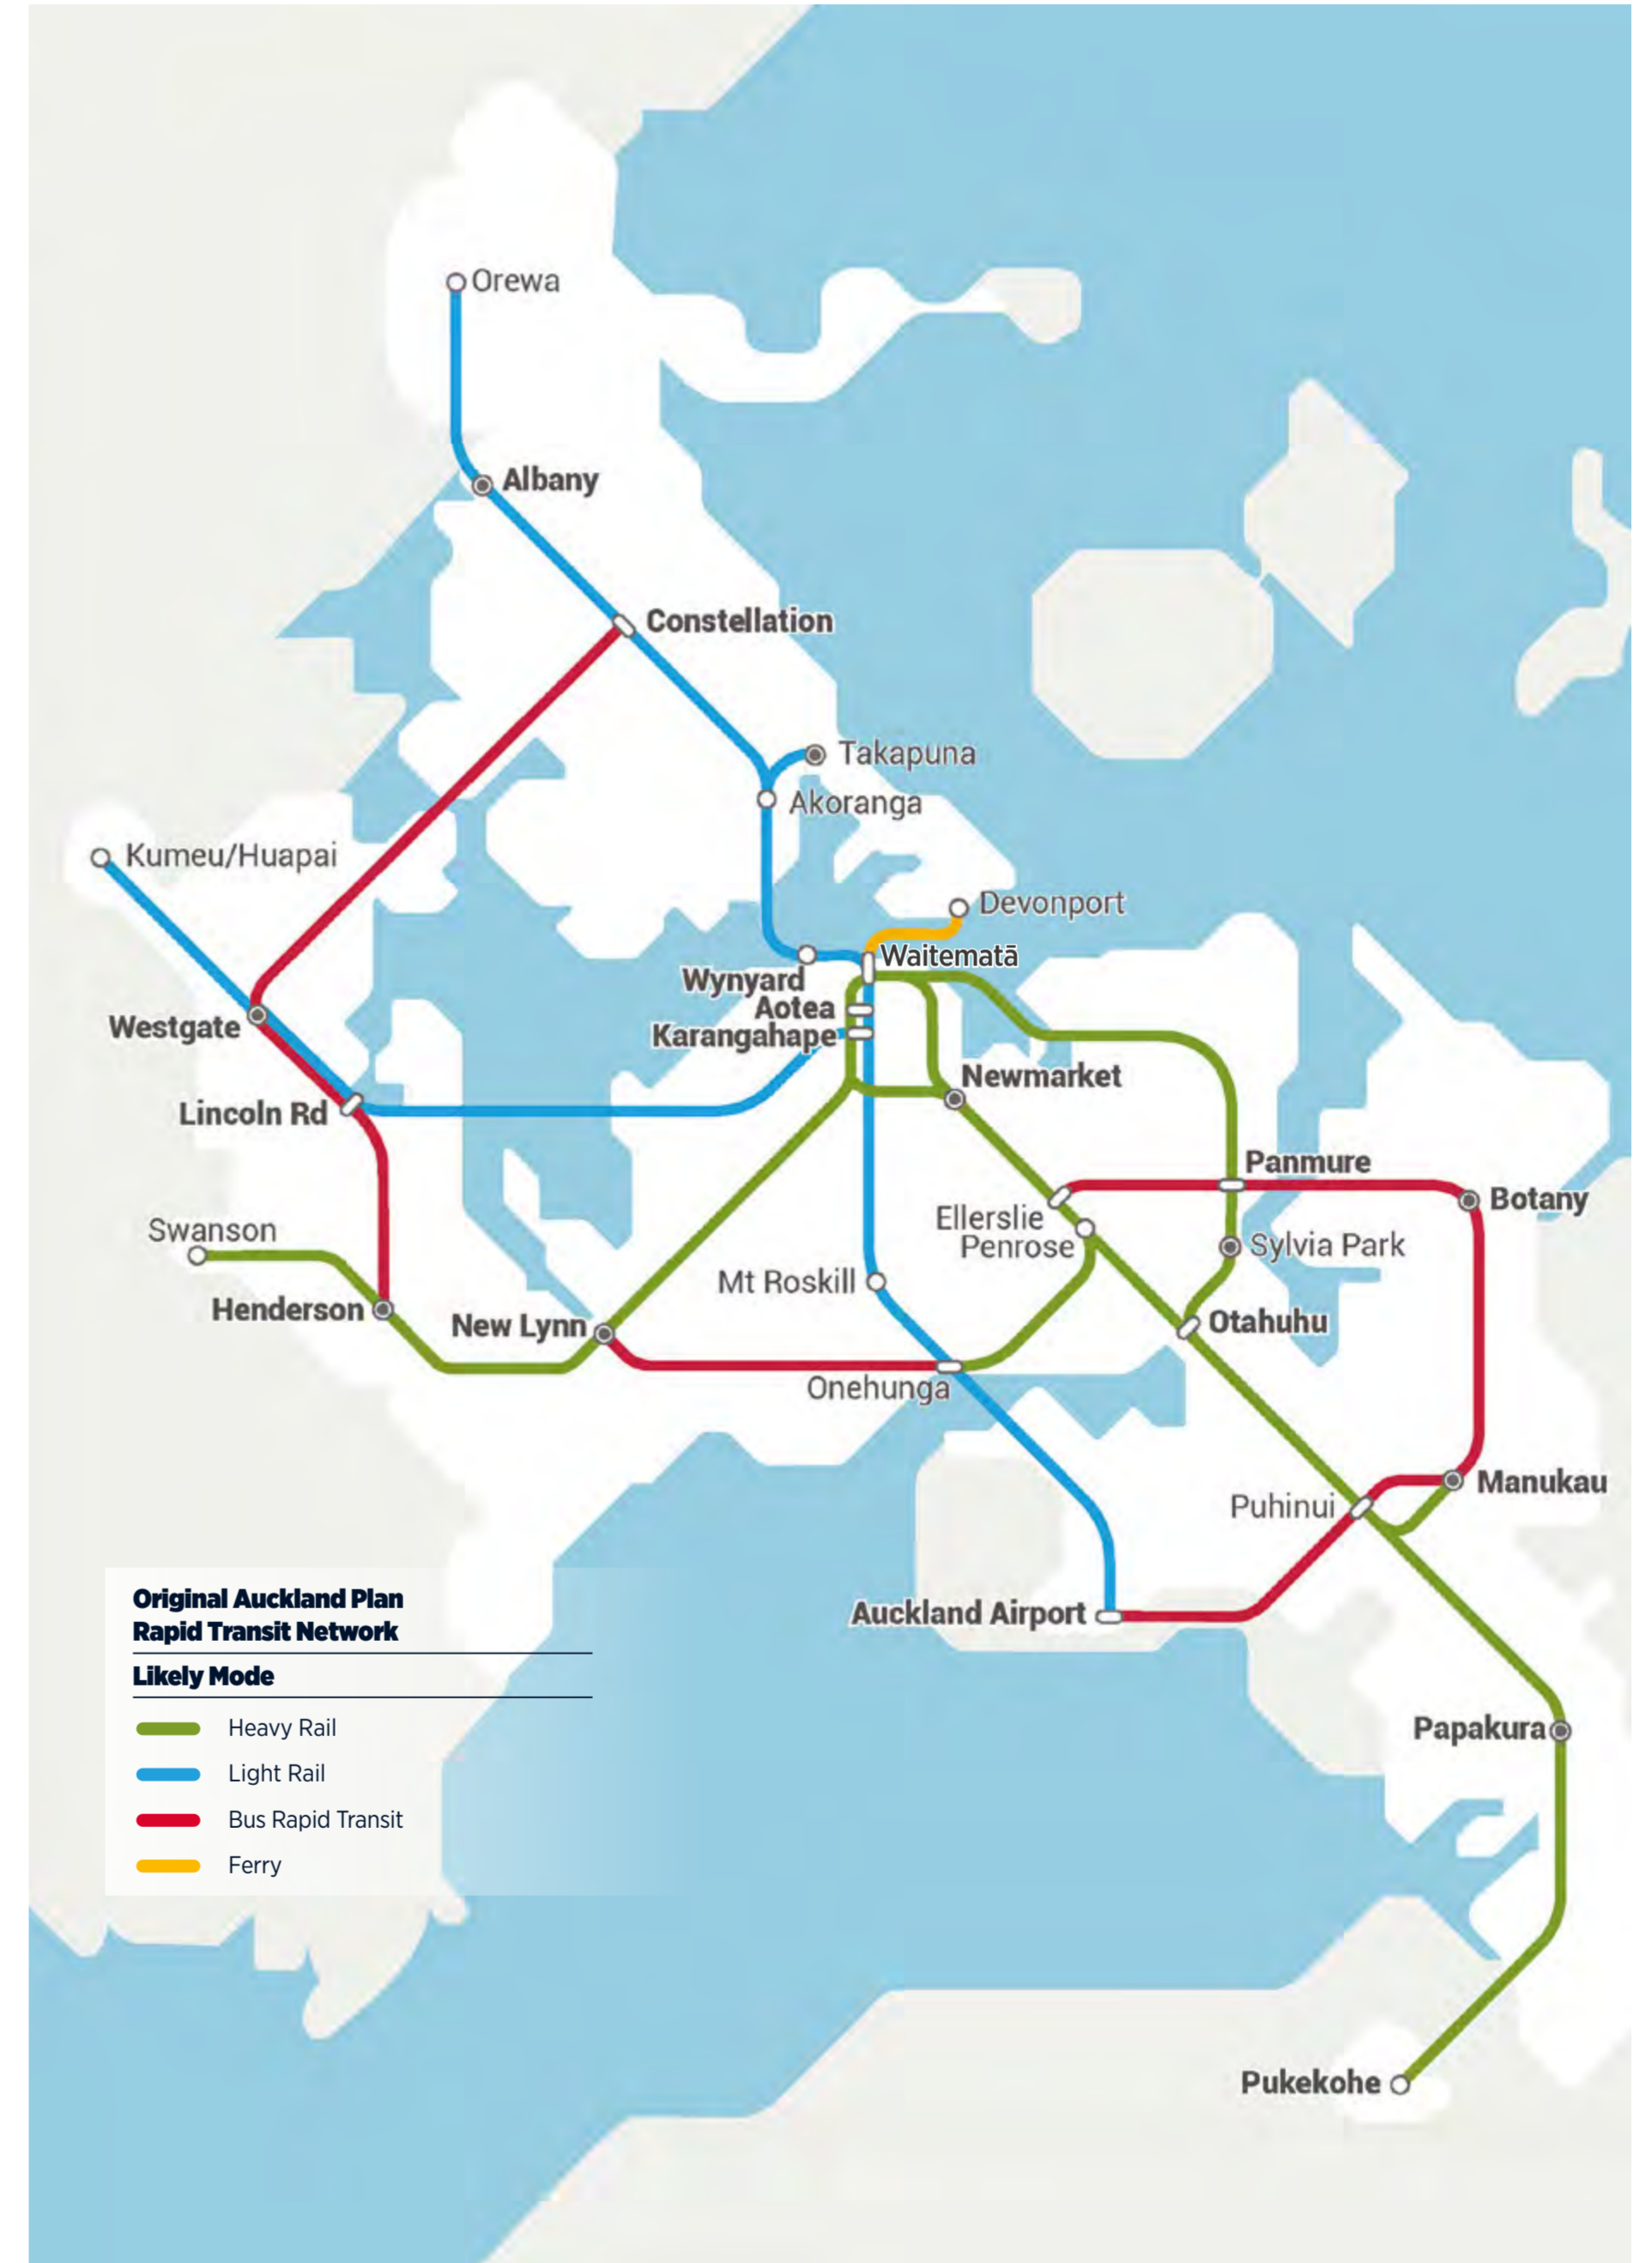 Orewa
Albany
Constellation
Takapuna
Akoranga
Kumeu/Huapai
Devonport
Waitematā
Wynyard
Aotea
Karangahape
Westgate
Newmarket
Lincoln Rd
Panmure
Botany
Ellerslie
Penrose
Swanson
Sylvia Park
Mt Roskill
Henderson
New Lynn
Otahuhu
Onehunga
Manukau
Puhinui
Auckland Airport
Original Auckland Plan
Rapid Transit Network
Likely Mode
Heavy Rail
Light Rail
Bus Rapid Transit
Ferry
Papakura
Pukekohe